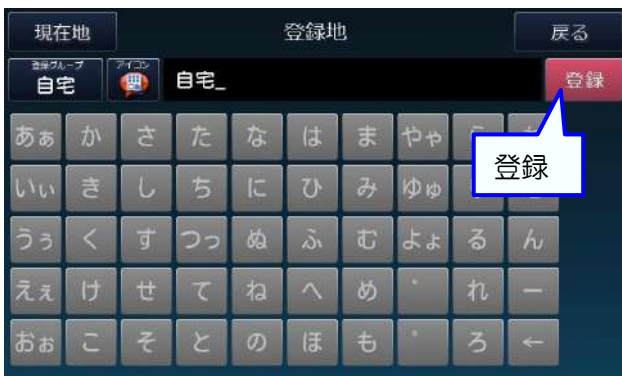 現在地 登録地 戻る
登録グループ アイコン
自宅 自宅_ 登録
あぁ か さ た な は ま やゃ
登録
いぃ き し ち に ひ み ゆゅ
うぅ く す つっ ぬ ふ む よょ る ん
えぇ け せ て ね へ め ゛ れ ー
おぉ こ そ と の ほ も ゜ ろ ←